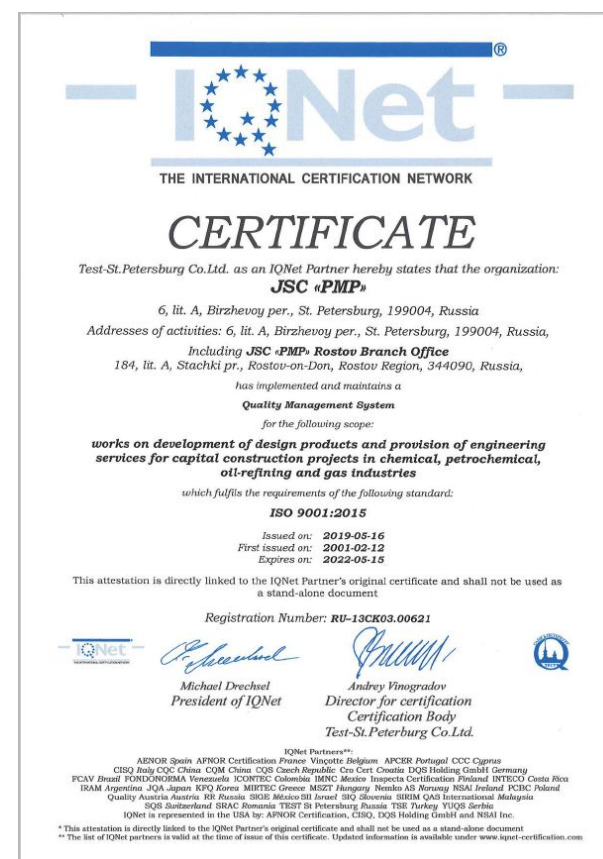 IQNet ®
THE INTERNATIONAL CERTIFICATION NETWORK
CERTIFICATE
Test-St.Petersburg Co.Ltd. as an IQNet Partner hereby states that the organization:
JSC «PMP»
6, lit. A, Birzhevoy per., St. Petersburg, 199004, Russia
Addresses of activities: 6, lit. A, Birzhevoy per., St. Petersburg, 199004, Russia,
Including JSC «PMP» Rostov Branch Office
184, lit. A, Stachki pr., Rostov-on-Don, Rostov Region, 344090, Russia,
has implemented and maintains a
Quality Management System
for the following scope:
works on development of design products and provision of engineering
services for capital construction projects in chemical, petrochemical,
oil-refining and gas industries
which fulfils the requirements of the following standard:
ISO 9001:2015
Issued on: 2019-05-16
First issued on: 2001-02-12
Expires on: 2022-05-15
This attestation is directly linked to the IQNet Partner's original certificate and shall not be used as
a stand-alone document
Registration Number: RU-13CK03.00621
IQNet
Michael Drechsel
President of IQNet
Andrey Vinogradov
Director for certification
Certification Body
Test-St.Peterburg Co.Ltd.
IQNet Partners**:
AENOR Spain AFNOR Certification France Vinçotte Belgium APCER Portugal CCC Cyprus
CISQ Italy CQC China CQM China CQS Czech Republic Cro Cert Croatia DQS Holding GmbH Germany
FCAV Brazil FONDONORMA Venezuela ICONTEC Colombia IMNC Mexico Inspecta Certification Finland INTECO Costa Rica
IRAM Argentina JQA Japan KFQ Korea MIRTEC Greece MSZT Hungary Nemko AS Norway NSAI Ireland PCBC Poland
Quality Austria Austria RR Russia SIGE México SII Israel SIQ Slovenia SIRIM QAS International Malaysia
SQS Switzerland SRAC Romania TEST St Petersburg Russia TSE Turkey YUQS Serbia
IQNet is represented in the USA by: AFNOR Certification, CISQ, DQS Holding GmbH and NSAI Inc.
* This attestation is directly linked to the IQNet Partner's original certificate and shall not be used as a stand-alone document
** The list of IQNet partners is valid at the time of issue of this certificate. Updated information is available under www.iqnet-certification.com